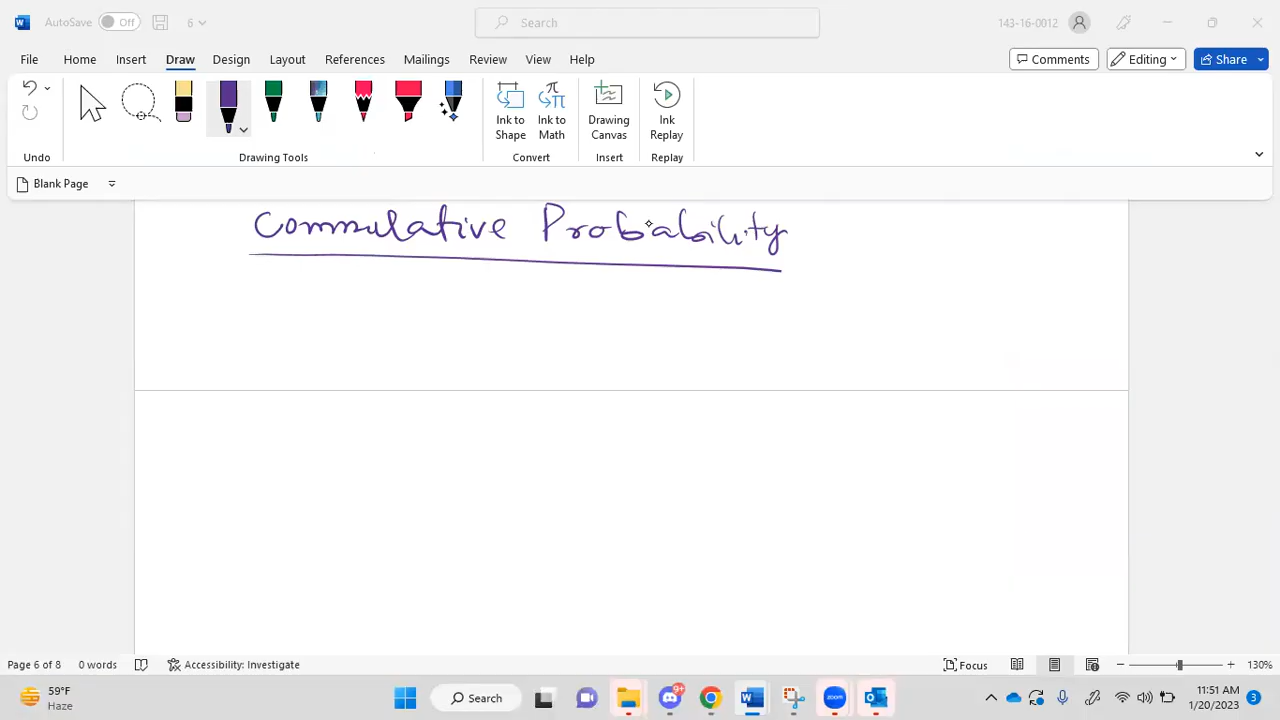 AutoSave Off 6 Search 143-16-0012
File Home Insert Draw Design Layout References Mailings Review View Help Comments Editing Share
Undo Drawing Tools Ink to Shape Ink to Math Convert Drawing Canvas Insert Ink Replay Replay
Blank Page
Commulative Probability
Page 6 of 8 0 words Accessibility: Investigate Focus 130%
59°F Haze Search 9+ zoom 11:51 AM 1/20/2023 3